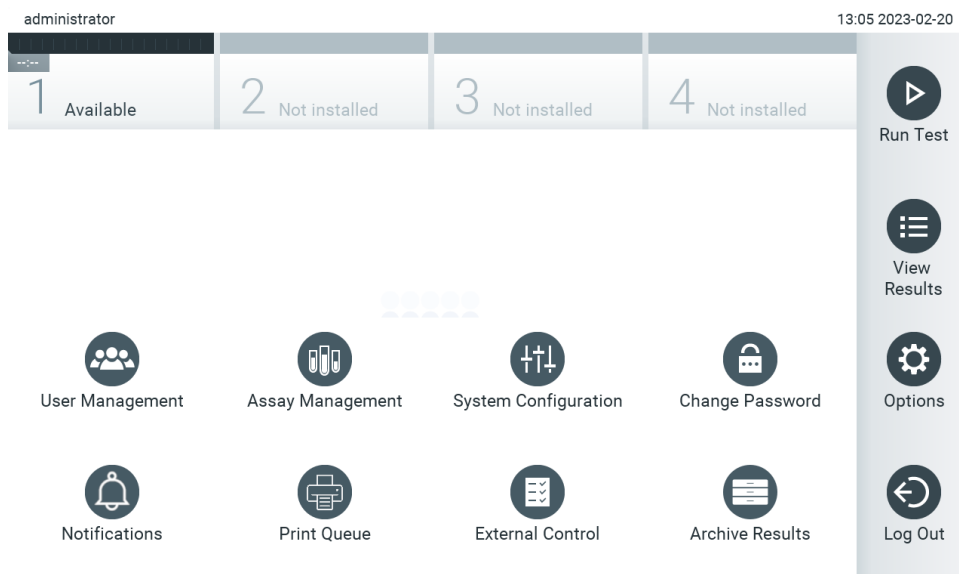 administrator
13:05 2023-02-20
--:--
1 Available
2 Not installed
3 Not installed
4 Not installed
Run Test
View
Results
User Management
Assay Management
System Configuration
Change Password
Options
Notifications
Print Queue
External Control
Archive Results
Log Out